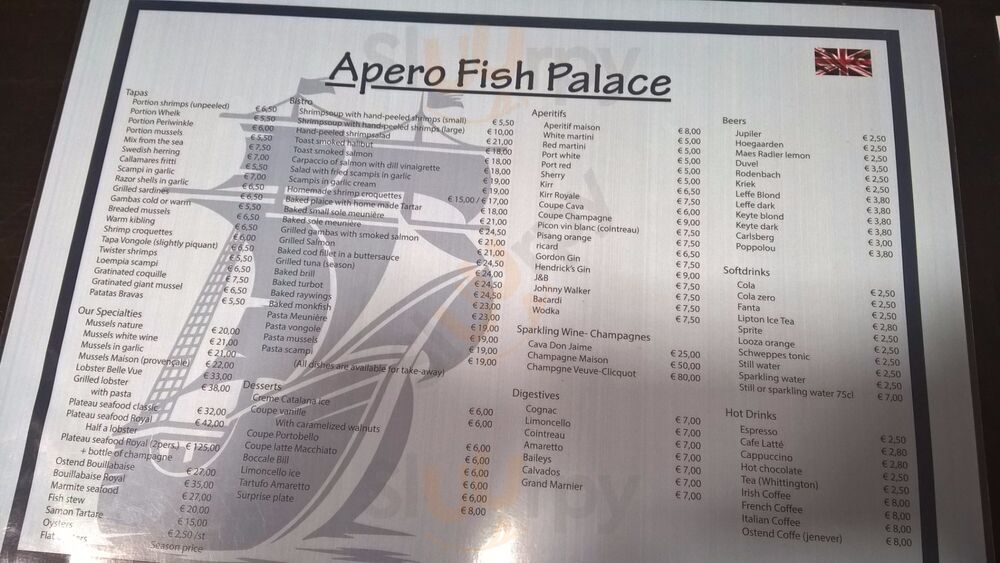 Apero Fish Palace
Tapas
Portion shrimps (unpeeled) € 6,50
Portion Whelk € 5,50
Portion Periwinkle € 6,00
Portion mussels € 5,50
Mix from the sea € 7,50
Swedish herring € 7,00
Callamares fritti € 5,50
Scampi in garlic € 7,00
Razor shells in garlic € 6,50
Grilled sardines € 5,50
Gambas cold or warm € 6,50
Breaded mussels € 5,50
Warm kibling € 6,50
Shrimp croquettes € 6,00
Tapa Vongole (slightly piquant) € 6,50
Twister shrimps € 5,50
Loempia scampi € 6,50
Gratinated coquille € 7,50
Gratinated giant mussel € 6,50
Patatas Bravas € 5,50
Our Specialties
Mussels nature € 20,00
Mussels white wine € 21,00
Mussels in garlic € 21,00
Mussels Maison (provençale) € 22,00
Lobster Belle Vue € 33,00
Grilled lobster € 38,00
with pasta
Plateau seafood classic € 32,00
Plateau seafood Royal € 42,00
Half a lobster
Plateau seafood Royal (2pers.) € 125,00
+ bottle of champagne
Ostend Bouillabaise € 27,00
Bouillabaise Royal € 35,00
Marmite seafood € 27,00
Fish stew € 20,00
Samon Tartare € 15,00
Oysters € 2,50 /st
Flat Season price
Bistro
Shrimpsoup with hand-peeled shrimps (small) € 5,50
Shrimpsoup with hand-peeled shrimps (large) € 10,00
Hand-peeled shrimpsalad € 21,00
Toast smoked halibut € 18,00
Toast smoked salmon € 18,00
Carpaccio of salmon with dill vinaigrette € 18,00
Salad with fried scampis in garlic € 19,00
Scampis in garlic cream € 19,00
Homemade shrimp croquettes € 15,00 / € 17,00
Baked plaice with home made Tartar € 18,00
Baked small sole meunière € 21,00
Baked sole meunière € 24,50
Grilled gambas with smoked salmon € 21,00
Grilled Salmon € 21,00
Baked cod fillet in a buttersauce € 24,50
Grilled tuna (season) € 24,00
Baked brill € 24,50
Baked turbot € 24,50
Baked raywings € 23,00
Baked monkfish € 23,00
Pasta Meunière € 19,00
Pasta vongole € 19,00
Pasta mussels € 19,00
Pasta scampi € 19,00
(All dishes are available for take-away)
Desserts
Creme Catalana ice € 6,00
Coupe vanille € 6,00
With caramelized walnuts
Coupe Portobello € 6,00
Coupe latte Macchiato € 6,00
Boccale Bill € 6,00
Limoncello ice € 6,00
Tartufo Amaretto € 6,00
Surprise plate € 8,00
Aperitifs
Aperitif maison € 8,00
White martini € 5,00
Red martini € 5,00
Port white € 5,00
Port red € 5,00
Sherry € 5,00
Kirr € 6,50
Kirr Royale € 7,50
Coupe Cava € 6,00
Coupe Champagne € 9,00
Picon vin blanc (cointreau) € 7,50
Pisang orange € 7,50
ricard € 6,50
Gordon Gin € 7,50
Hendrick's Gin € 9,00
J&B € 7,50
Johnny Walker € 7,50
Bacardi € 7,50
Wodka € 7,50
Sparkling Wine- Champagnes
Cava Don Jaime € 25,00
Champagne Maison € 50,00
Champgne Veuve-Clicquot € 80,00
Digestives
Cognac € 7,00
Limoncello € 7,00
Cointreau € 7,00
Amaretto € 7,00
Baileys € 7,00
Calvados € 7,00
Grand Marnier € 7,00
Beers
Jupiler € 2,50
Hoegaarden € 2,50
Maes Radler lemon € 2,50
Duvel € 3,50
Rodenbach € 2,50
Kriek € 2,50
Leffe Blond € 3,80
Leffe dark € 3,80
Keyte blond € 3,80
Keyte dark € 3,80
Carlsberg € 3,00
Poppolou € 3,80
Softdrinks
Cola € 2,50
Cola zero € 2,50
Fanta € 2,50
Lipton Ice Tea € 2,80
Sprite € 2,50
Looza orange € 2,50
Schweppes tonic € 2,50
Still water € 2,50
Sparkling water € 2,50
Still or sparkling water 75cl € 7,00
Hot Drinks
Espresso € 2,50
Cafe Latté € 2,80
Cappuccino € 2,80
Hot chocolate € 2,50
Tea (Whittington) € 2,50
Irish Coffee € 8,00
French Coffee € 8,00
Italian Coffee € 8,00
Ostend Coffe (jenever) € 8,00